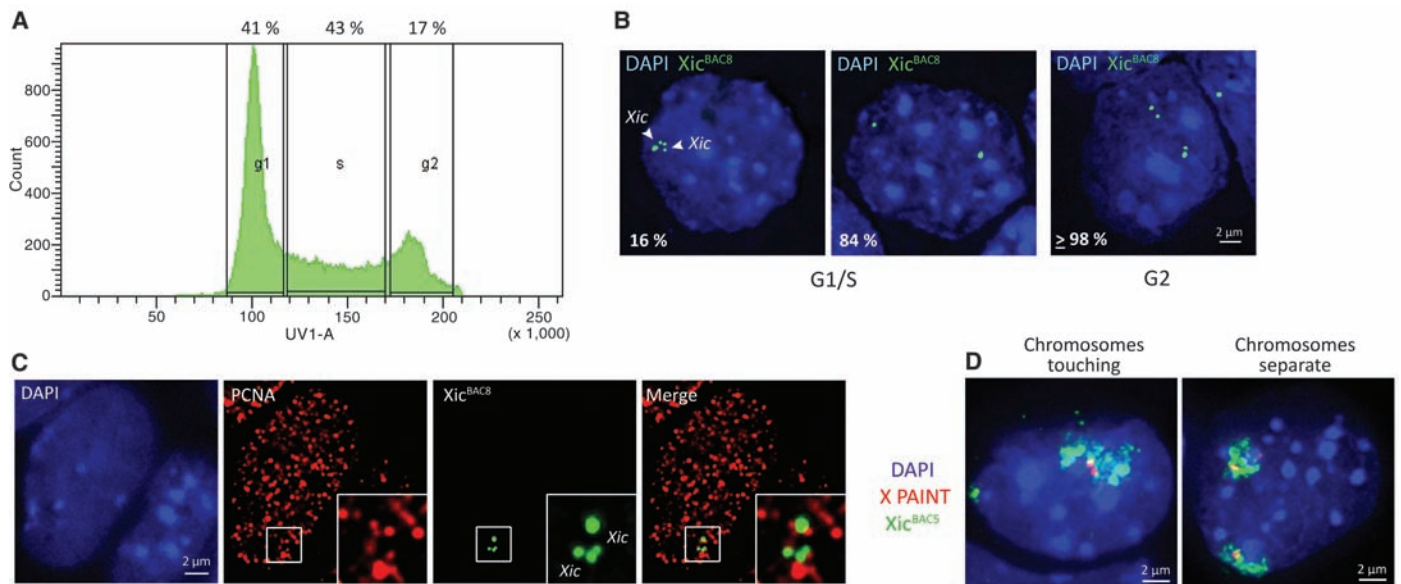 A
41 %
43 %
17 %
800
600
400
200
0
Count
g1
s
g2
50
100
150
200
250
(x 1,000)
UV1-A
B
DAPI Xic^BAC8
Xic
Xic
16 %
DAPI Xic^BAC8
84 %
DAPI Xic^BAC8
≥ 98 %
2 μm
G1/S
G2
C
DAPI
2 μm
PCNA
Xic^BAC8
Xic
Xic
Merge
D
Chromosomes
touching
Chromosomes
separate
DAPI
X PAINT
Xic^BAC5
2 μm
2 μm